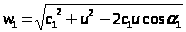 w₁ = √(c₁² + u² − 2c₁u cos α₁)